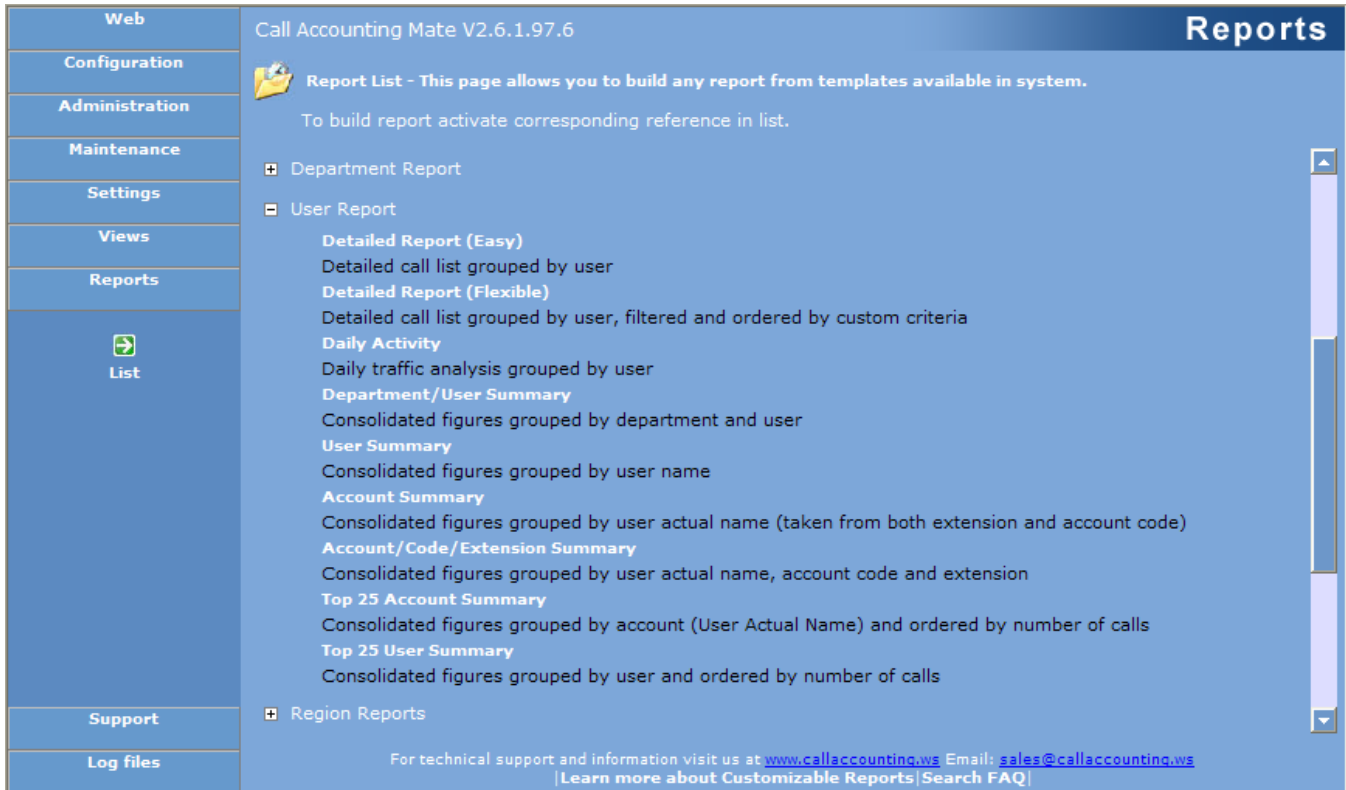 Web
Configuration
Administration
Maintenance
Settings
Views
Reports
List
Support
Log files
Call Accounting Mate V2.6.1.97.6
Reports
Report List - This page allows you to build any report from templates available in system.
To build report activate corresponding reference in list.
Department Report
User Report
Detailed Report (Easy)
Detailed call list grouped by user
Detailed Report (Flexible)
Detailed call list grouped by user, filtered and ordered by custom criteria
Daily Activity
Daily traffic analysis grouped by user
Department/User Summary
Consolidated figures grouped by department and user
User Summary
Consolidated figures grouped by user name
Account Summary
Consolidated figures grouped by user actual name (taken from both extension and account code)
Account/Code/Extension Summary
Consolidated figures grouped by user actual name, account code and extension
Top 25 Account Summary
Consolidated figures grouped by account (User Actual Name) and ordered by number of calls
Top 25 User Summary
Consolidated figures grouped by user and ordered by number of calls
Region Reports
For technical support and information visit us at www.callaccounting.ws Email: sales@callaccounting.ws
|Learn more about Customizable Reports|Search FAQ|